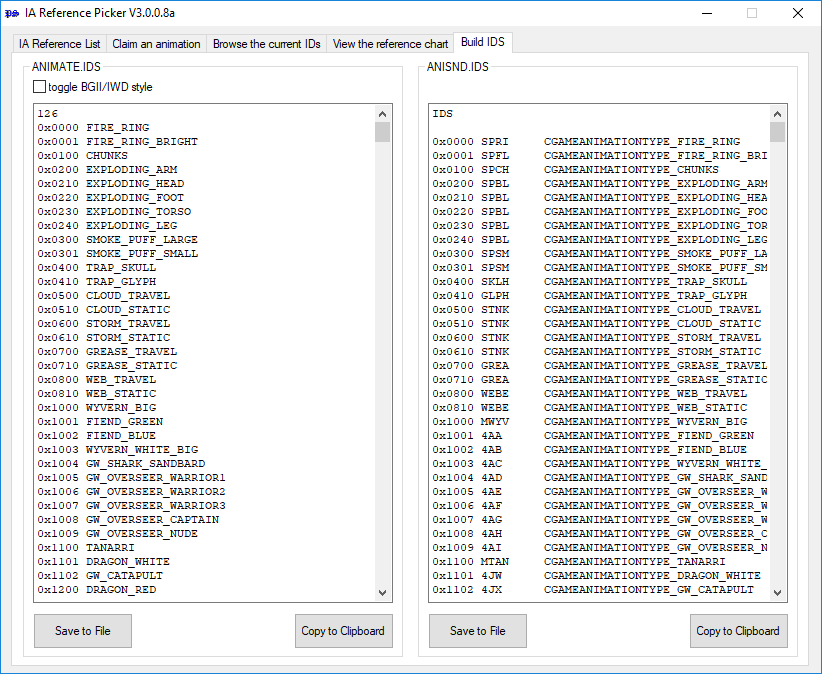 IA Reference Picker V3.0.0.8a
IA Reference List Claim an animation Browse the current IDs View the reference chart Build IDS
ANIMATE.IDS
toggle BGII/IWD style
126
0x0000 FIRE_RING
0x0001 FIRE_RING_BRIGHT
0x0100 CHUNKS
0x0200 EXPLODING_ARM
0x0210 EXPLODING_HEAD
0x0220 EXPLODING_FOOT
0x0230 EXPLODING_TORSO
0x0240 EXPLODING_LEG
0x0300 SMOKE_PUFF_LARGE
0x0301 SMOKE_PUFF_SMALL
0x0400 TRAP_SKULL
0x0410 TRAP_GLYPH
0x0500 CLOUD_TRAVEL
0x0510 CLOUD_STATIC
0x0600 STORM_TRAVEL
0x0610 STORM_STATIC
0x0700 GREASE_TRAVEL
0x0710 GREASE_STATIC
0x0800 WEB_TRAVEL
0x0810 WEB_STATIC
0x1000 WYVERN_BIG
0x1001 FIEND_GREEN
0x1002 FIEND_BLUE
0x1003 WYVERN_WHITE_BIG
0x1004 GW_SHARK_SANDBARD
0x1005 GW_OVERSEER_WARRIOR1
0x1006 GW_OVERSEER_WARRIOR2
0x1007 GW_OVERSEER_WARRIOR3
0x1008 GW_OVERSEER_CAPTAIN
0x1009 GW_OVERSEER_NUDE
0x1100 TANARRI
0x1101 DRAGON_WHITE
0x1102 GW_CATAPULT
0x1200 DRAGON_RED
Save to File Copy to Clipboard
ANISND.IDS
IDS
0x0000 SPRI CGAMEANIMATIONTYPE_FIRE_RING
0x0001 SPFL CGAMEANIMATIONTYPE_FIRE_RING_BRI
0x0100 SPCH CGAMEANIMATIONTYPE_CHUNKS
0x0200 SPBL CGAMEANIMATIONTYPE_EXPLODING_ARM
0x0210 SPBL CGAMEANIMATIONTYPE_EXPLODING_HEA
0x0220 SPBL CGAMEANIMATIONTYPE_EXPLODING_FOO
0x0230 SPBL CGAMEANIMATIONTYPE_EXPLODING_TOR
0x0240 SPBL CGAMEANIMATIONTYPE_EXPLODING_LEG
0x0300 SPSM CGAMEANIMATIONTYPE_SMOKE_PUFF_LA
0x0301 SPSM CGAMEANIMATIONTYPE_SMOKE_PUFF_SM
0x0400 SKLH CGAMEANIMATIONTYPE_TRAP_SKULL
0x0410 GLPH CGAMEANIMATIONTYPE_TRAP_GLYPH
0x0500 STNK CGAMEANIMATIONTYPE_CLOUD_TRAVEL
0x0510 STNK CGAMEANIMATIONTYPE_CLOUD_STATIC
0x0600 STNK CGAMEANIMATIONTYPE_STORM_TRAVEL
0x0610 STNK CGAMEANIMATIONTYPE_STORM_STATIC
0x0700 GREA CGAMEANIMATIONTYPE_GREASE_TRAVEL
0x0710 GREA CGAMEANIMATIONTYPE_GREASE_STATIC
0x0800 WEBE CGAMEANIMATIONTYPE_WEB_TRAVEL
0x0810 WEBE CGAMEANIMATIONTYPE_WEB_STATIC
0x1000 MWYV CGAMEANIMATIONTYPE_WYVERN_BIG
0x1001 4AA CGAMEANIMATIONTYPE_FIEND_GREEN
0x1002 4AB CGAMEANIMATIONTYPE_FIEND_BLUE
0x1003 4AC CGAMEANIMATIONTYPE_WYVERN_WHITE_
0x1004 4AD CGAMEANIMATIONTYPE_GW_SHARK_SAND
0x1005 4AE CGAMEANIMATIONTYPE_GW_OVERSEER_W
0x1006 4AF CGAMEANIMATIONTYPE_GW_OVERSEER_W
0x1007 4AG CGAMEANIMATIONTYPE_GW_OVERSEER_W
0x1008 4AH CGAMEANIMATIONTYPE_GW_OVERSEER_C
0x1009 4AI CGAMEANIMATIONTYPE_GW_OVERSEER_N
0x1100 MTAN CGAMEANIMATIONTYPE_TANARRI
0x1101 4JW CGAMEANIMATIONTYPE_DRAGON_WHITE
0x1102 4JX CGAMEANIMATIONTYPE_GW_CATAPULT
Save to File Copy to Clipboard